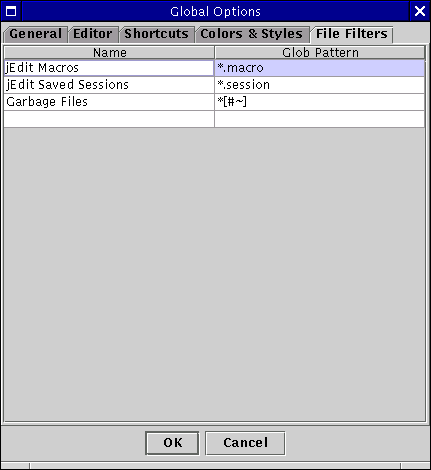 Global Options
General Editor Shortcuts Colors & Styles File Filters
Name Glob Pattern
jEdit Macros *.macro
jEdit Saved Sessions *.session
Garbage Files *[#~]
OK Cancel